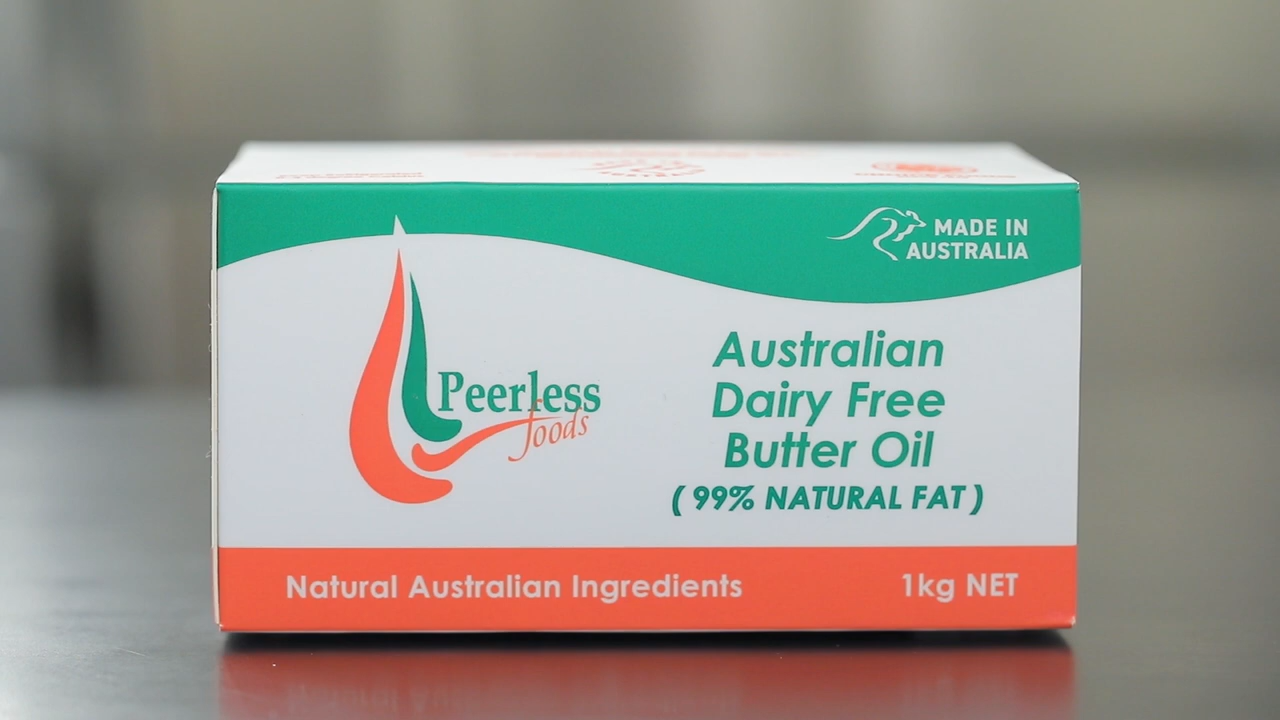 MADE IN
AUSTRALIA
Peerless
foods
Australian
Dairy Free
Butter Oil
( 99% NATURAL FAT )
Natural Australian Ingredients
1kg NET